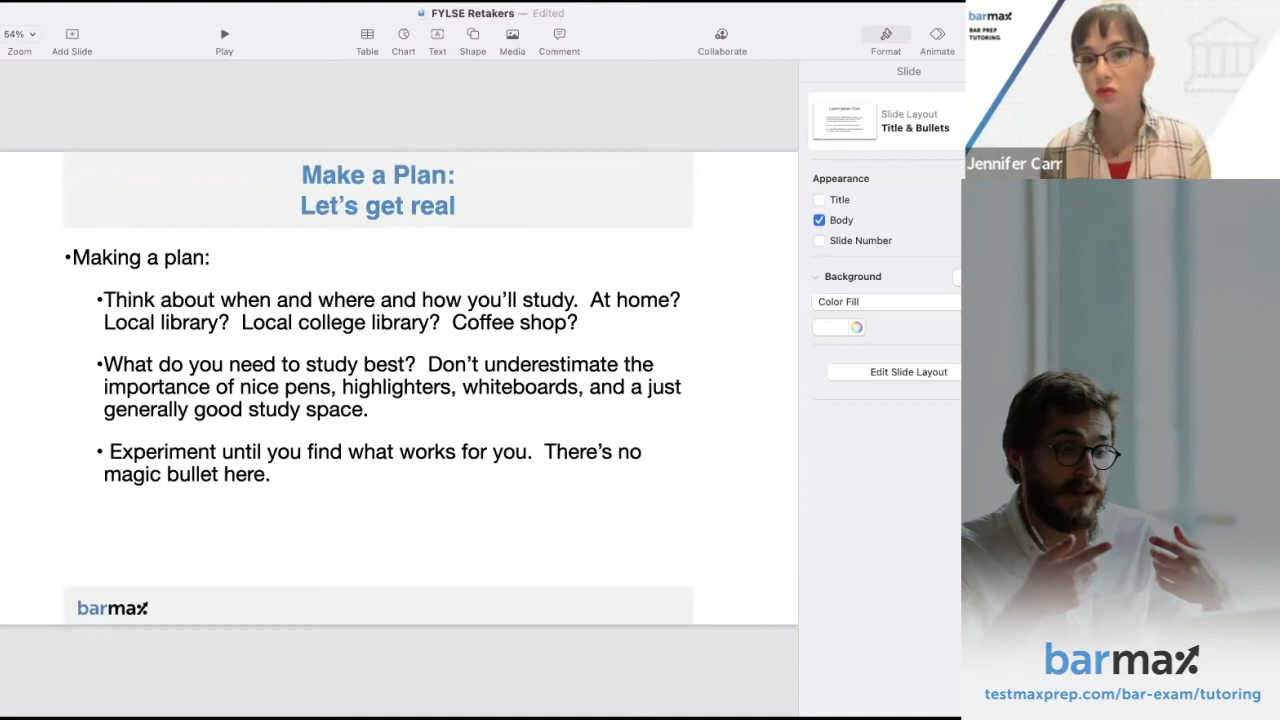 FYLSE Retakers — Edited
54%
Zoom
Add Slide
Play
Table
Chart
Text
Shape
Media
Comment
Collaborate
Format
Animate
Make a Plan:
Let's get real
•Making a plan:
•Think about when and where and how you'll study.  At home?
Local library?  Local college library?  Coffee shop?
•What do you need to study best?  Don't underestimate the
importance of nice pens, highlighters, whiteboards, and a just
generally good study space.
• Experiment until you find what works for you.  There's no
magic bullet here.
barmax
Slide
Slide Layout
Title & Bullets
Appearance
Title
Body
Slide Number
Background
Color Fill
Edit Slide Layout
barmax
BAR PREP
TUTORING
Jennifer Carr
barmax
testmaxprep.com/bar-exam/tutoring